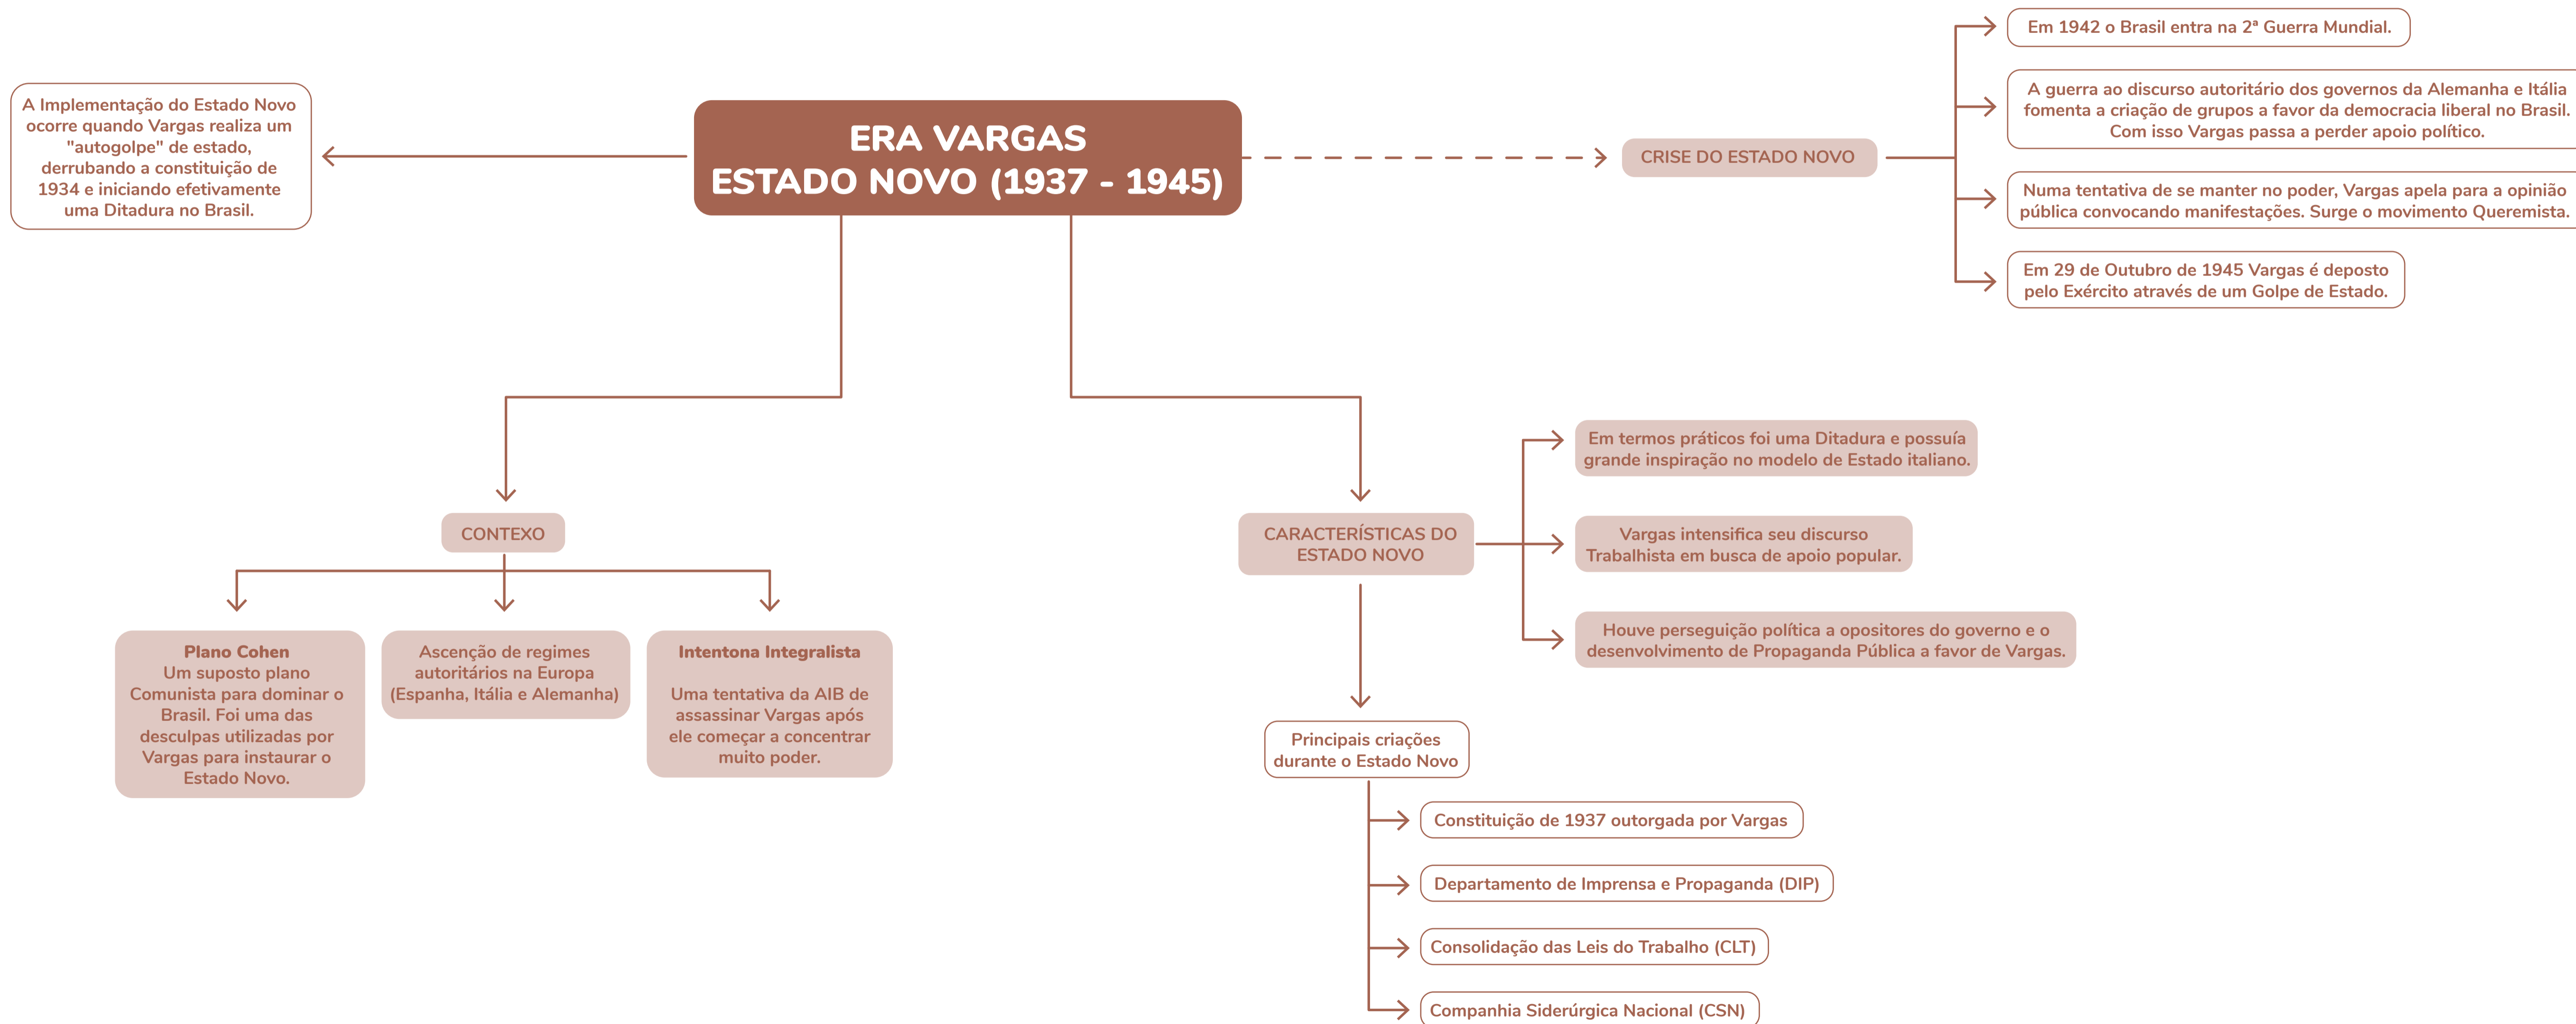 ERA VARGAS
ESTADO NOVO (1937 - 1945)
A Implementação do Estado Novo
ocorre quando Vargas realiza um
"autogolpe" de estado,
derrubando a constituição de
1934 e iniciando efetivamente
uma Ditadura no Brasil.
CRISE DO ESTADO NOVO
Em 1942 o Brasil entra na 2ª Guerra Mundial.
A guerra ao discurso autoritário dos governos da Alemanha e Itália
fomenta a criação de grupos a favor da democracia liberal no Brasil.
Com isso Vargas passa a perder apoio político.
Numa tentativa de se manter no poder, Vargas apela para a opinião
pública convocando manifestações. Surge o movimento Queremista.
Em 29 de Outubro de 1945 Vargas é deposto
pelo Exército através de um Golpe de Estado.
CONTEXO
Plano Cohen
Um suposto plano
Comunista para dominar o
Brasil. Foi uma das
desculpas utilizadas por
Vargas para instaurar o
Estado Novo.
Ascenção de regimes
autoritários na Europa
(Espanha, Itália e Alemanha)
Intentona Integralista
Uma tentativa da AIB de
assassinar Vargas após
ele começar a concentrar
muito poder.
CARACTERÍSTICAS DO
ESTADO NOVO
Em termos práticos foi uma Ditadura e possuía
grande inspiração no modelo de Estado italiano.
Vargas intensifica seu discurso
Trabalhista em busca de apoio popular.
Houve perseguição política a opositores do governo e o
desenvolvimento de Propaganda Pública a favor de Vargas.
Principais criações
durante o Estado Novo
Constituição de 1937 outorgada por Vargas
Departamento de Imprensa e Propaganda (DIP)
Consolidação das Leis do Trabalho (CLT)
Companhia Siderúrgica Nacional (CSN)